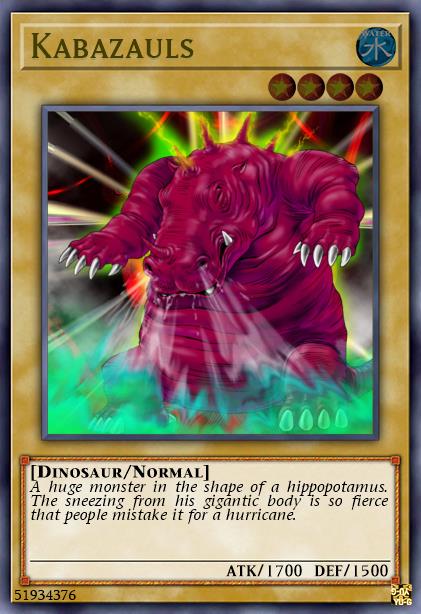 KABAZAULS
WATER
水
[DINOSAUR/NORMAL]
A huge monster in the shape of a hippopotamus.
The sneezing from his gigantic body is so fierce
that people mistake it for a hurricane.
ATK/1700 DEF/1500
51934376